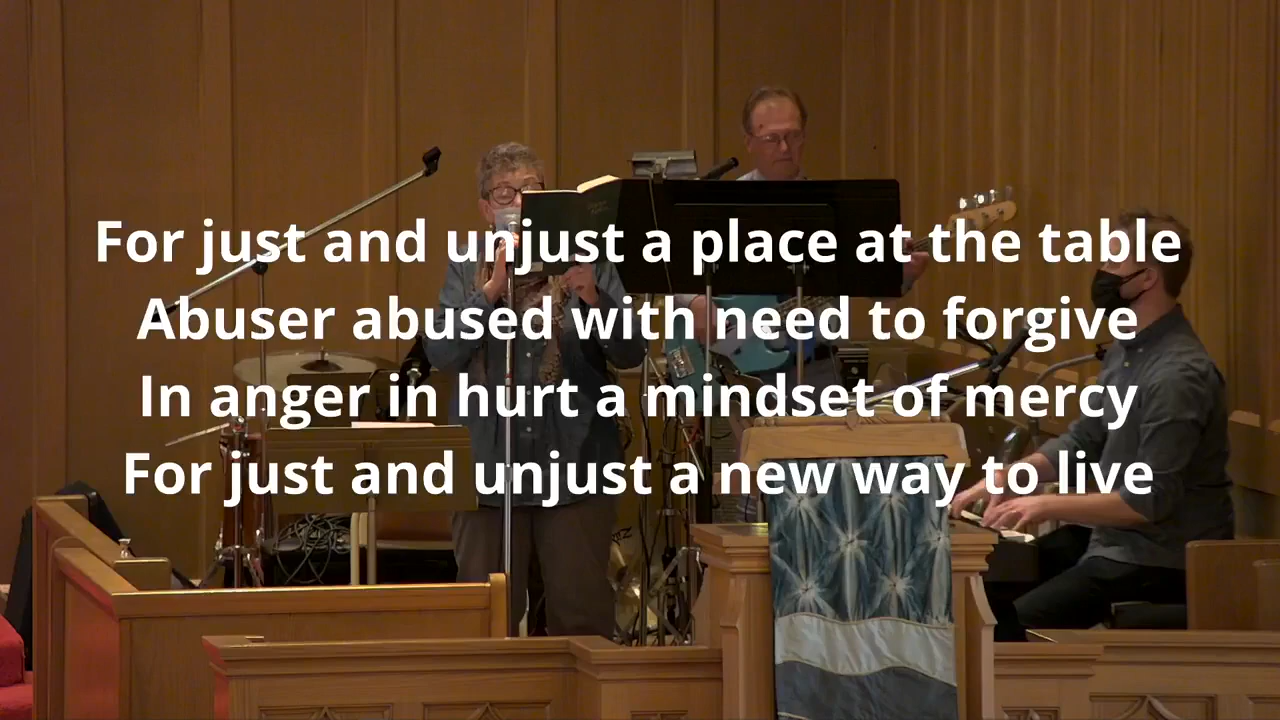 For just and unjust a place at the table
Abuser abused with need to forgive
In anger in hurt a mindset of mercy
For just and unjust a new way to live